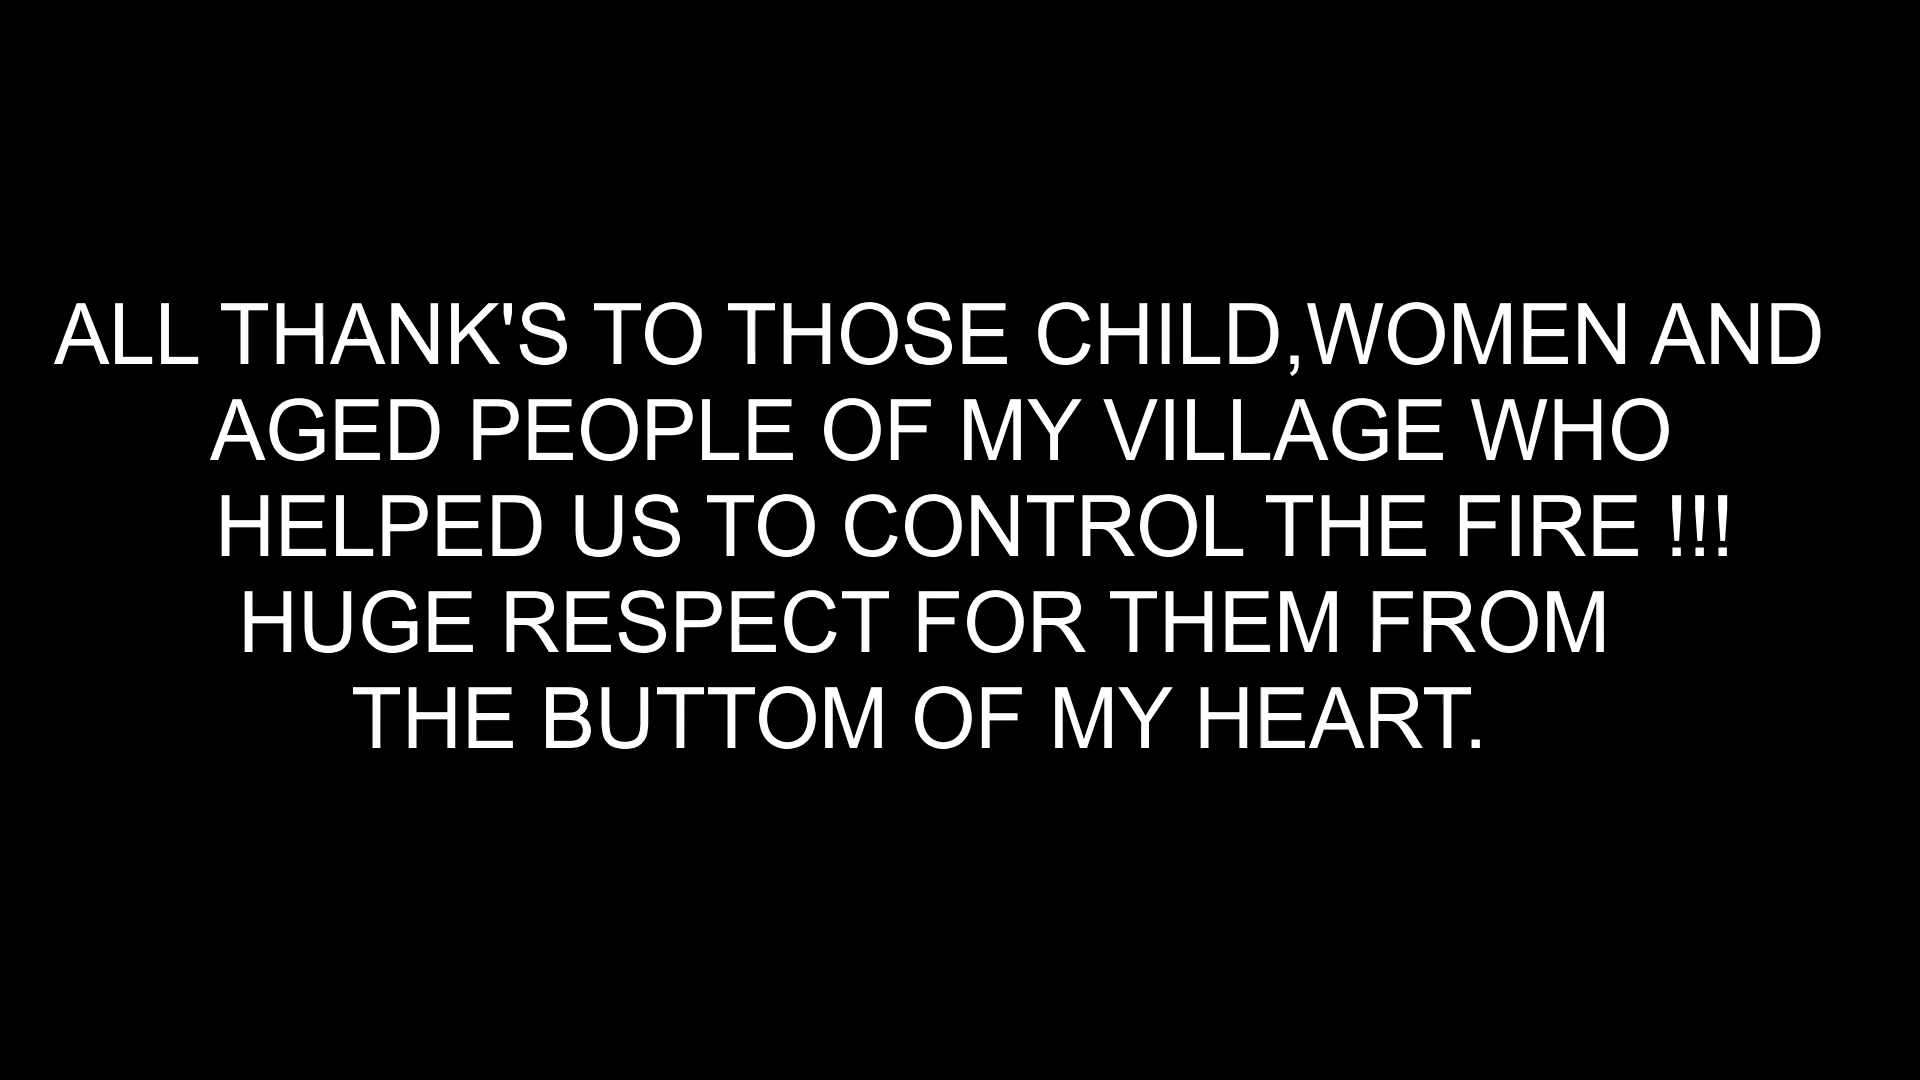 ALL THANK'S TO THOSE CHILD,WOMEN AND
AGED PEOPLE OF MY VILLAGE WHO
HELPED US TO CONTROL THE FIRE !!!
HUGE RESPECT FOR THEM FROM
THE BUTTOM OF MY HEART.